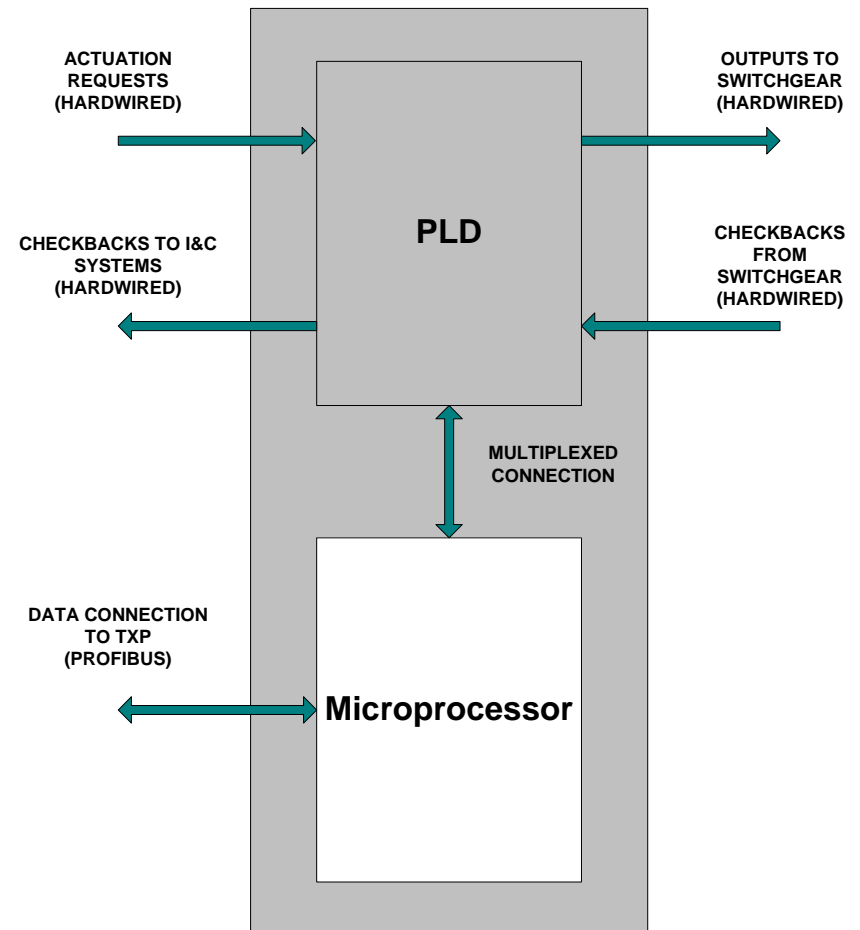 ACTUATION
REQUESTS
(HARDWIRED)
OUTPUTS TO
SWITCHGEAR
(HARDWIRED)
PLD
CHECKBACKS TO I&C
SYSTEMS
(HARDWIRED)
CHECKBACKS
FROM
SWITCHGEAR
(HARDWIRED)
MULTIPLEXED
CONNECTION
DATA CONNECTION
TO TXP
(PROFIBUS)
Microprocessor